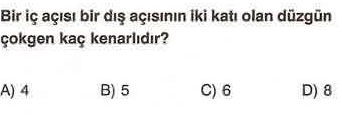 Bir iç açısı bir dış açısının iki katı olan düzgün
çokgen kaç kenarlıdır?
A) 4 B) 5 C) 6 D) 8